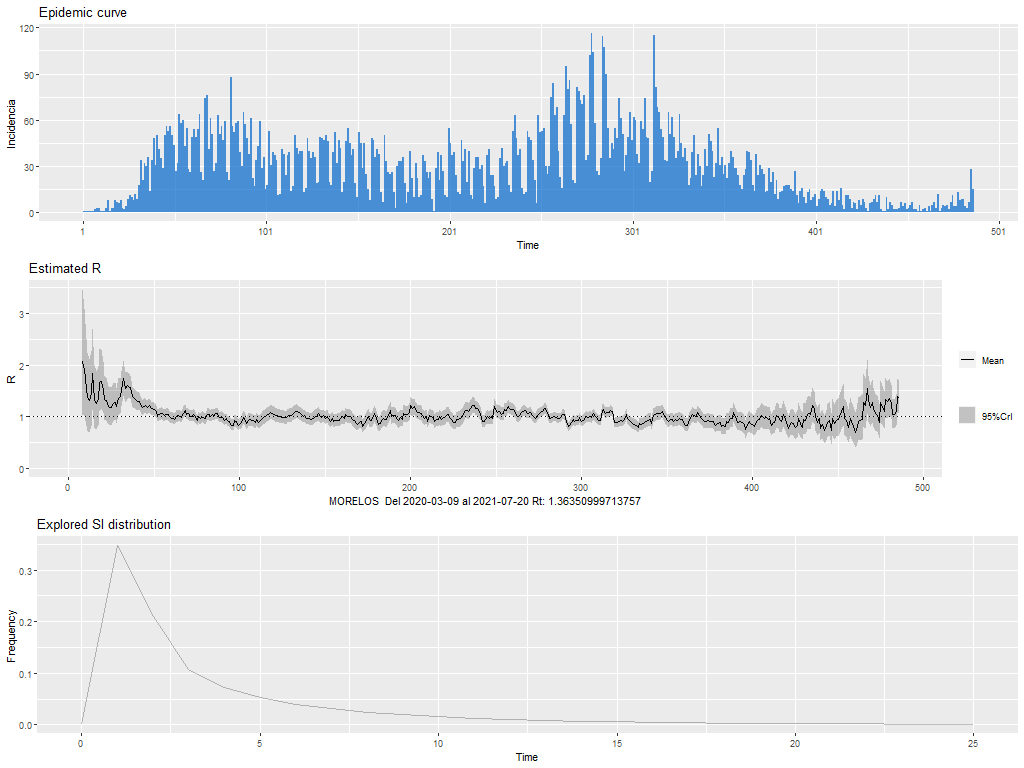 Epidemic curve
120
90
60
30
0
Incidencia
1 101 201 301 401 501
Time
Estimated R
3
2
1
0
R
Mean
95%CrI
0 100 200 300 400 500
MORELOS Del 2020-03-09 al 2021-07-20 Rt: 1.36350999713757
Explored SI distribution
0.3
0.2
0.1
0.0
Frequency
0 5 10 15 20 25
Time